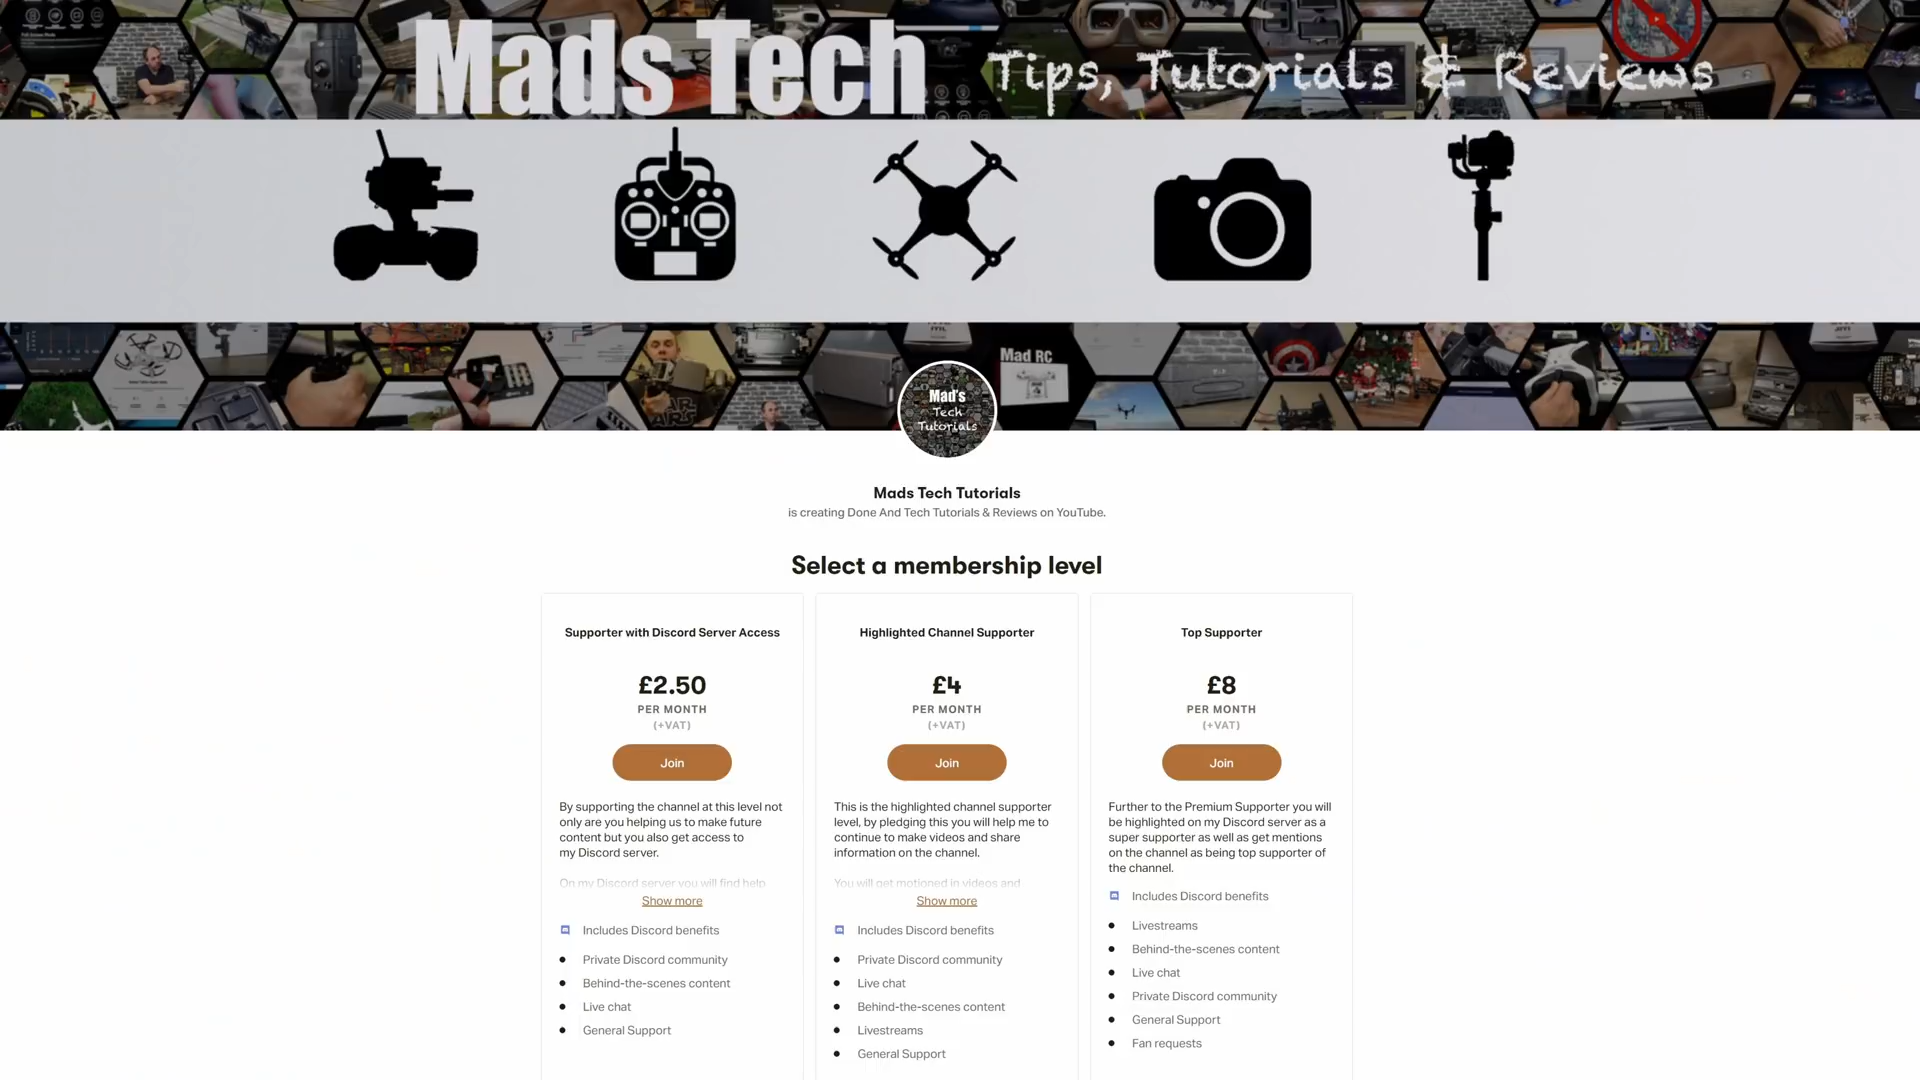 Mads Tech
Tips, Tutorials & Reviews
Mad RC
Mad's
Tech
Tutorials
Mads Tech Tutorials
is creating Done And Tech Tutorials & Reviews on YouTube.
Select a membership level
Supporter with Discord Server Access
£2.50
PER MONTH
(+VAT)
Join
By supporting the channel at this level not
only are you helping us to make future
content but you also get access to
my Discord server.
On my Discord server you will find help
Show more
Includes Discord benefits
Private Discord community
Behind-the-scenes content
Live chat
General Support
Highlighted Channel Supporter
£4
PER MONTH
(+VAT)
Join
This is the highlighted channel supporter
level, by pledging this you will help me to
continue to make videos and share
information on the channel.
You will get motioned in videos and
Show more
Includes Discord benefits
Private Discord community
Live chat
Behind-the-scenes content
Livestreams
General Support
Top Supporter
£8
PER MONTH
(+VAT)
Join
Further to the Premium Supporter you will
be highlighted on my Discord server as a
super supporter as well as get mentions
on the channel as being top supporter of
the channel.
Includes Discord benefits
Livestreams
Behind-the-scenes content
Live chat
Private Discord community
General Support
Fan requests